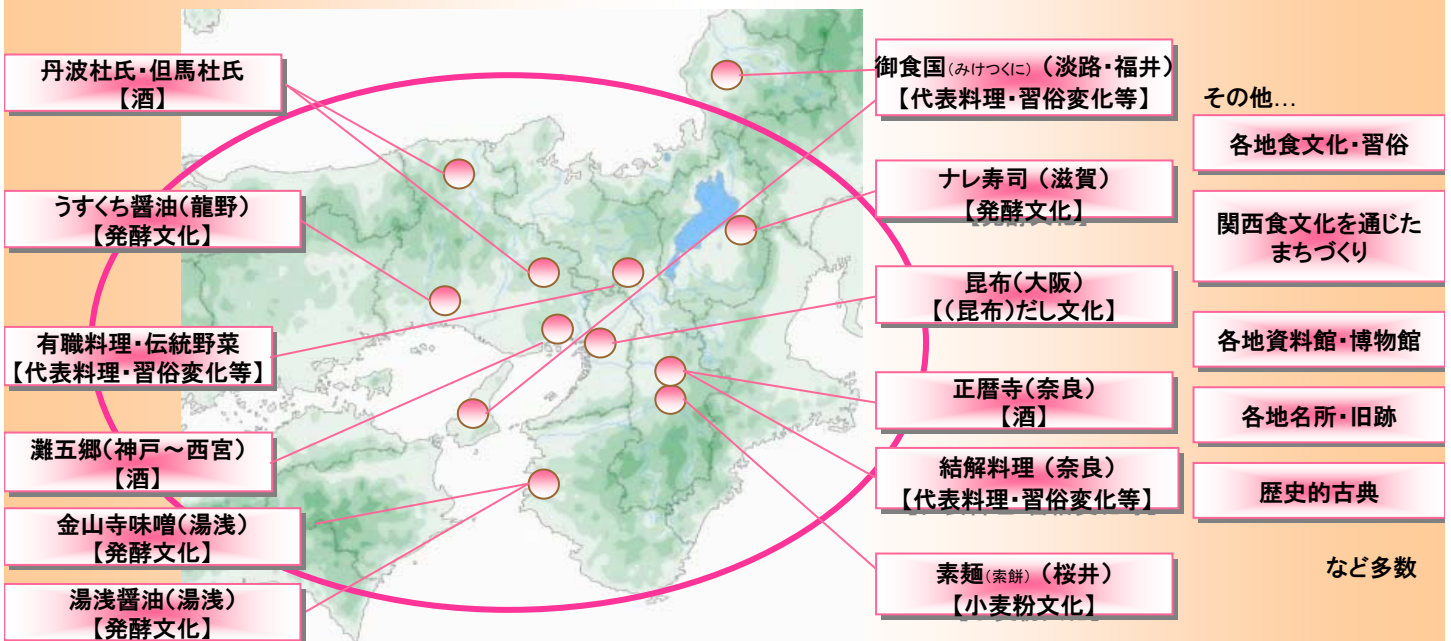 丹波杜氏・但馬杜氏
【酒】
うすくち醤油(龍野)
【発酵文化】
有職料理・伝統野菜
【代表料理・習俗変化等】
灘五郷(神戸～西宮)
【酒】
金山寺味噌(湯浅)
【発酵文化】
湯浅醤油(湯浅)
【発酵文化】
御食国(みけつくに)(淡路・福井)
【代表料理・習俗変化等】
ナレ寿司(滋賀)
【発酵文化】
昆布(大阪)
【(昆布)だし文化】
正暦寺(奈良)
【酒】
結解料理(奈良)
【代表料理・習俗変化等】
素麺(索餅)(桜井)
【小麦粉文化】
その他…
各地食文化・習俗
関西食文化を通じた
まちづくり
各地資料館・博物館
各地名所・旧跡
歴史的古典
など多数